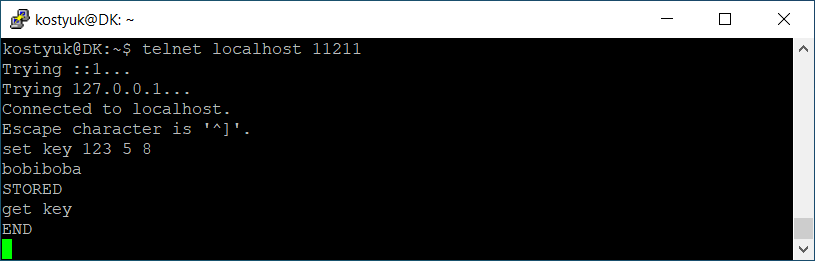 kostyuk@DK: ~
kostyuk@DK:~$ telnet localhost 11211
Trying ::1...
Trying 127.0.0.1...
Connected to localhost.
Escape character is '^]'.
set key 123 5 8
bobiboba
STORED
get key
END